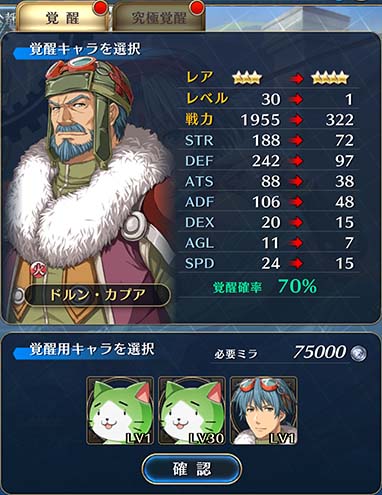 覚醒
究極覚醒
覚醒キャラを選択
レア
レベル 30 1
戦力 1955 322
STR 188 72
DEF 242 97
ATS 88 38
ADF 106 48
DEX 20 15
AGL 11 7
SPD 24 15
火
ドルン・カプア
覚醒確率 70%
覚醒用キャラを選択 必要ミラ 75000
LV1 LV30 LV1
確認